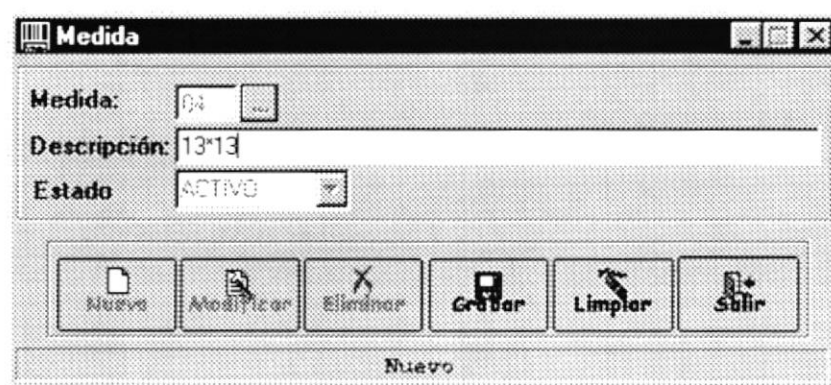 Medida
Medida: 04 ...
Descripción: 13*13
Estado ACTIVO
Nuevo Modificar Eliminar Grabar Limpiar Salir
Nuevo